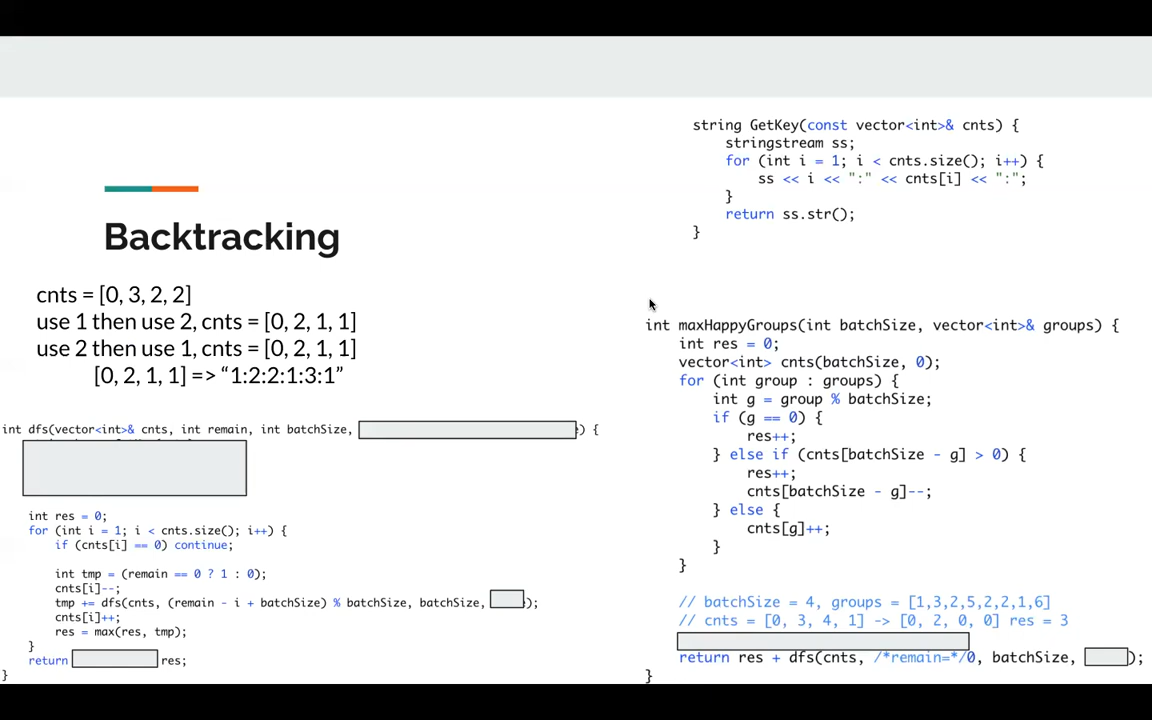 Backtracking
cnts = [0, 3, 2, 2]
use 1 then use 2, cnts = [0, 2, 1, 1]
use 2 then use 1, cnts = [0, 2, 1, 1]
[0, 2, 1, 1] => “1:2:2:1:3:1”
int dfs(vector<int>& cnts, int remain, int batchSize, ) {
int res = 0;
for (int i = 1; i < cnts.size(); i++) {
if (cnts[i] == 0) continue;
int tmp = (remain == 0 ? 1 : 0);
cnts[i]--;
tmp += dfs(cnts, (remain - i + batchSize) % batchSize, batchSize, );
cnts[i]++;
res = max(res, tmp);
}
return res;
}
string GetKey(const vector<int>& cnts) {
stringstream ss;
for (int i = 1; i < cnts.size(); i++) {
ss << i << ":" << cnts[i] << ":";
}
return ss.str();
}
int maxHappyGroups(int batchSize, vector<int>& groups) {
int res = 0;
vector<int> cnts(batchSize, 0);
for (int group : groups) {
int g = group % batchSize;
if (g == 0) {
res++;
} else if (cnts[batchSize - g] > 0) {
res++;
cnts[batchSize - g]--;
} else {
cnts[g]++;
}
}
// batchSize = 4, groups = [1,3,2,5,2,2,1,6]
// cnts = [0, 3, 4, 1] -> [0, 2, 0, 0] res = 3
return res + dfs(cnts, /*remain=*/0, batchSize, );
}